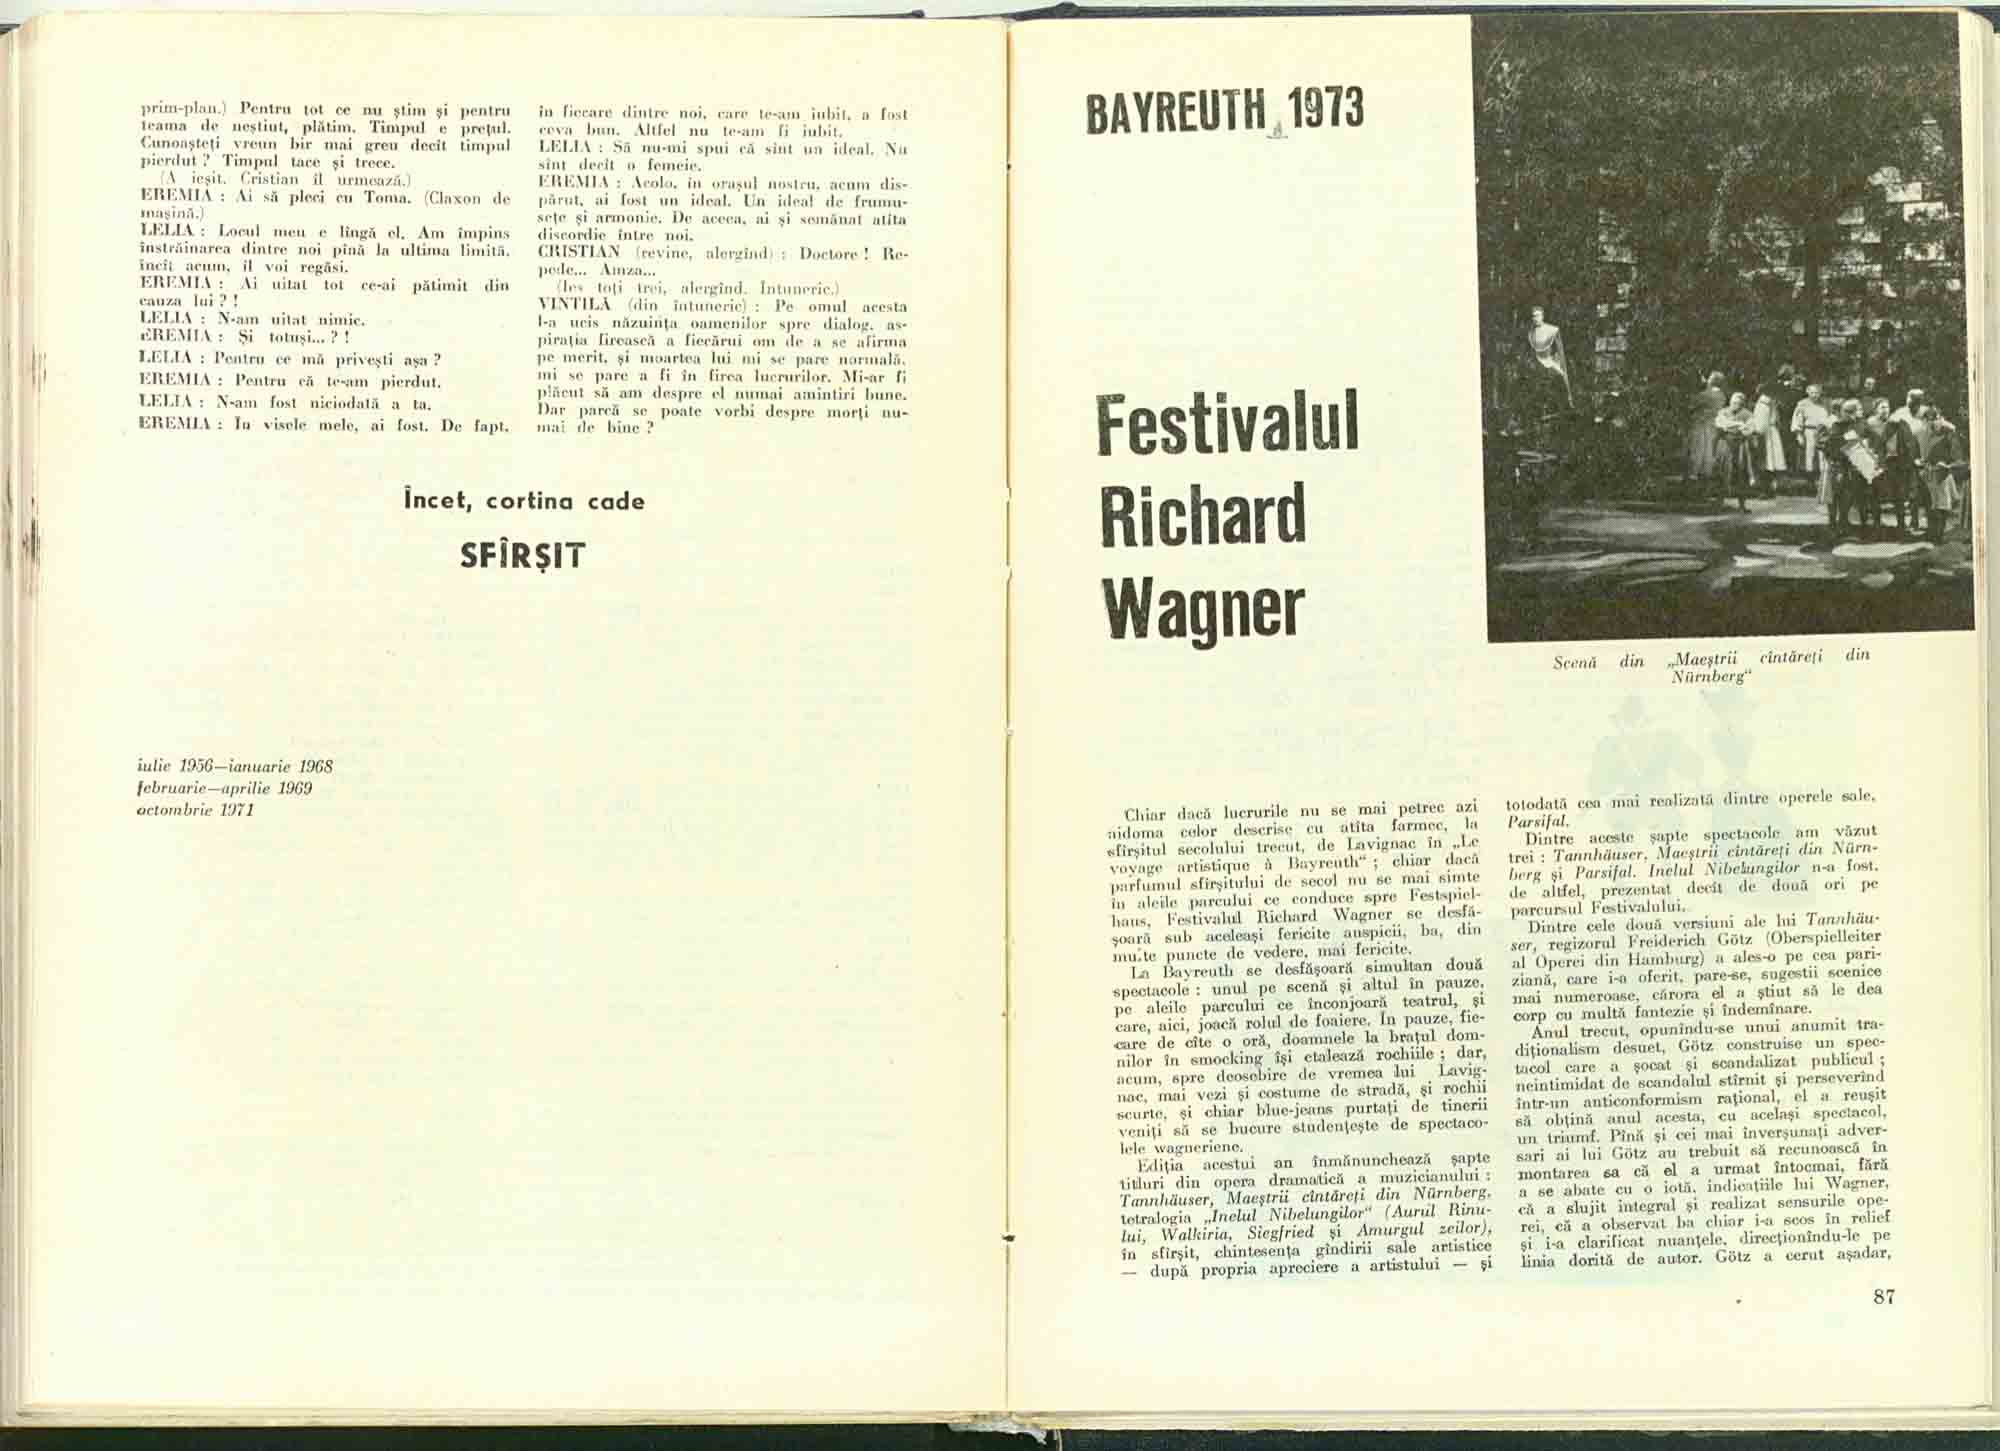 prim-plan.) Pentru tot ce nu știm și pentru
teama de neștiut, plătim. Timpul e prețul.
Cunoașteți vreun bir mai greu decît timpul
pierdut ? Timpul tace și trece.
(A ieșit. Cristian îl urmează.)
EREMIA : Ai să pleci cu Toma. (Claxon de
mașină.)
LELIA : Locul meu e lîngă el. Am împins
înstrăinarea dintre noi pînă la ultima limită,
încît acum, îl voi regăsi.
EREMIA : Ai uitat tot ce-ai pătimit din
cauza lui ? !
LELIA : N-am uitat nimic.
EREMIA : Și totuși... ? !
LELIA : Pentru ce mă privești așa ?
EREMIA : Pentru că te-am pierdut.
LELIA : N-am fost niciodată a ta.
EREMIA : În visele mele, ai fost. De fapt,
în fiecare dintre noi, care te-am iubit, a fost
ceva bun. Altfel nu te-am fi iubit.
LELIA : Să nu-mi spui că sînt un ideal. Nu
sînt decît o femeie.
EREMIA : Acolo, în orașul nostru, acum dis-
părut, ai fost un ideal. Un ideal de frumu-
sețe și armonie. De aceea, ai și semănat atîta
discordie între noi.
CRISTIAN (revine, alergînd) : Doctore ! Re-
pede... Amza...
(Ies toți trei, alergînd. Întuneric.)
VINTILĂ (din întuneric) : Pe omul acesta
l-a ucis năzuința oamenilor spre dialog, as-
pirația firească a fiecărui om de a se afirma
pe merit, și moartea lui mi se pare normală,
mi se pare a fi în firea lucrurilor. Mi-ar fi
plăcut să am despre el numai amintiri bune.
Dar parcă se poate vorbi despre morți nu-
mai de bine ?
Încet, cortina cade
SFÎRȘIT
iulie 1956—ianuarie 1968
februarie—aprilie 1969
octombrie 1971
BAYREUTH 1973
Festivalul
Richard
Wagner
Scenă din „Maeștrii cîntăreți din
Nürnberg“
Chiar dacă lucrurile nu se mai petrec azi
aidoma celor descrise cu atîta farmec, la
sfîrșitul secolului trecut, de Lavignac în „Le
voyage artistique à Bayreuth“ ; chiar dacă
parfumul sfîrșitului de secol nu se mai simte
în aleile parcului ce conduce spre Festspiel-
haus, Festivalul Richard Wagner se desfă-
șoară sub aceleași fericite auspicii, ba, din
multe puncte de vedere, mai fericite.
La Bayreuth se desfășoară simultan două
spectacole : unul pe scenă și altul în pauze,
pe aleile parcului ce înconjoară teatrul, și
care, aici, joacă rolul de foaiere. În pauze, fie-
care de cîte o oră, doamnele la brațul dom-
nilor în smocking își etalează rochiile ; dar,
acum, spre deosebire de vremea lui Lavig-
nac, mai vezi și costume de stradă, și rochii
scurte, și chiar blue-jeans purtați de tinerii
veniți să se bucure studențește de spectaco-
lele wagneriene.
Ediția acestui an înmănunchează șapte
titluri din opera dramatică a muzicianului :
Tannhäuser, Maeștrii cîntăreți din Nürnberg,
tetralogia „Inelul Nibelungilor“ (Aurul Rinu-
lui, Walkiria, Siegfried și Amurgul zeilor),
în sfîrșit, chintesența gîndirii sale artistice
— după propria apreciere a artistului — și
totodată cea mai realizată dintre operele sale,
Parsifal.
Dintre aceste șapte spectacole am văzut
trei : Tannhäuser, Maeștrii cîntăreți din Nürn-
berg și Parsifal. Inelul Nibelungilor n-a fost,
de altfel, prezentat decît de două ori pe
parcursul Festivalului.
Dintre cele două versiuni ale lui Tannhäu-
ser, regizorul Freiderich Götz (Oberspielleiter
al Operei din Hamburg) a ales-o pe cea pari-
ziană, care i-a oferit, pare-se, sugestii scenice
mai numeroase, cărora el a știut să le dea
corp cu multă fantezie și îndemînare.
Anul trecut, opunîndu-se unui anumit tra-
diționalism desuet, Götz construise un spec-
tacol care a șocat și scandalizat publicul ;
neintimidat de scandalul stîrnit și perseverînd
într-un anticonformism rațional, el a reușit
să obțină anul acesta, cu același spectacol,
un triumf. Pînă și cei mai înverșunați adver-
sari ai lui Götz au trebuit să recunoască în
montarea sa că el a urmat întocmai, fără
a se abate cu o iotă, indicațiile lui Wagner,
că a slujit integral și realizat sensurile ope-
rei, că a observat ba chiar i-a scos în relief
și i-a clarificat nuanțele, direcționîndu-le pe
linia dorită de autor. Götz a cerut așadar,
87